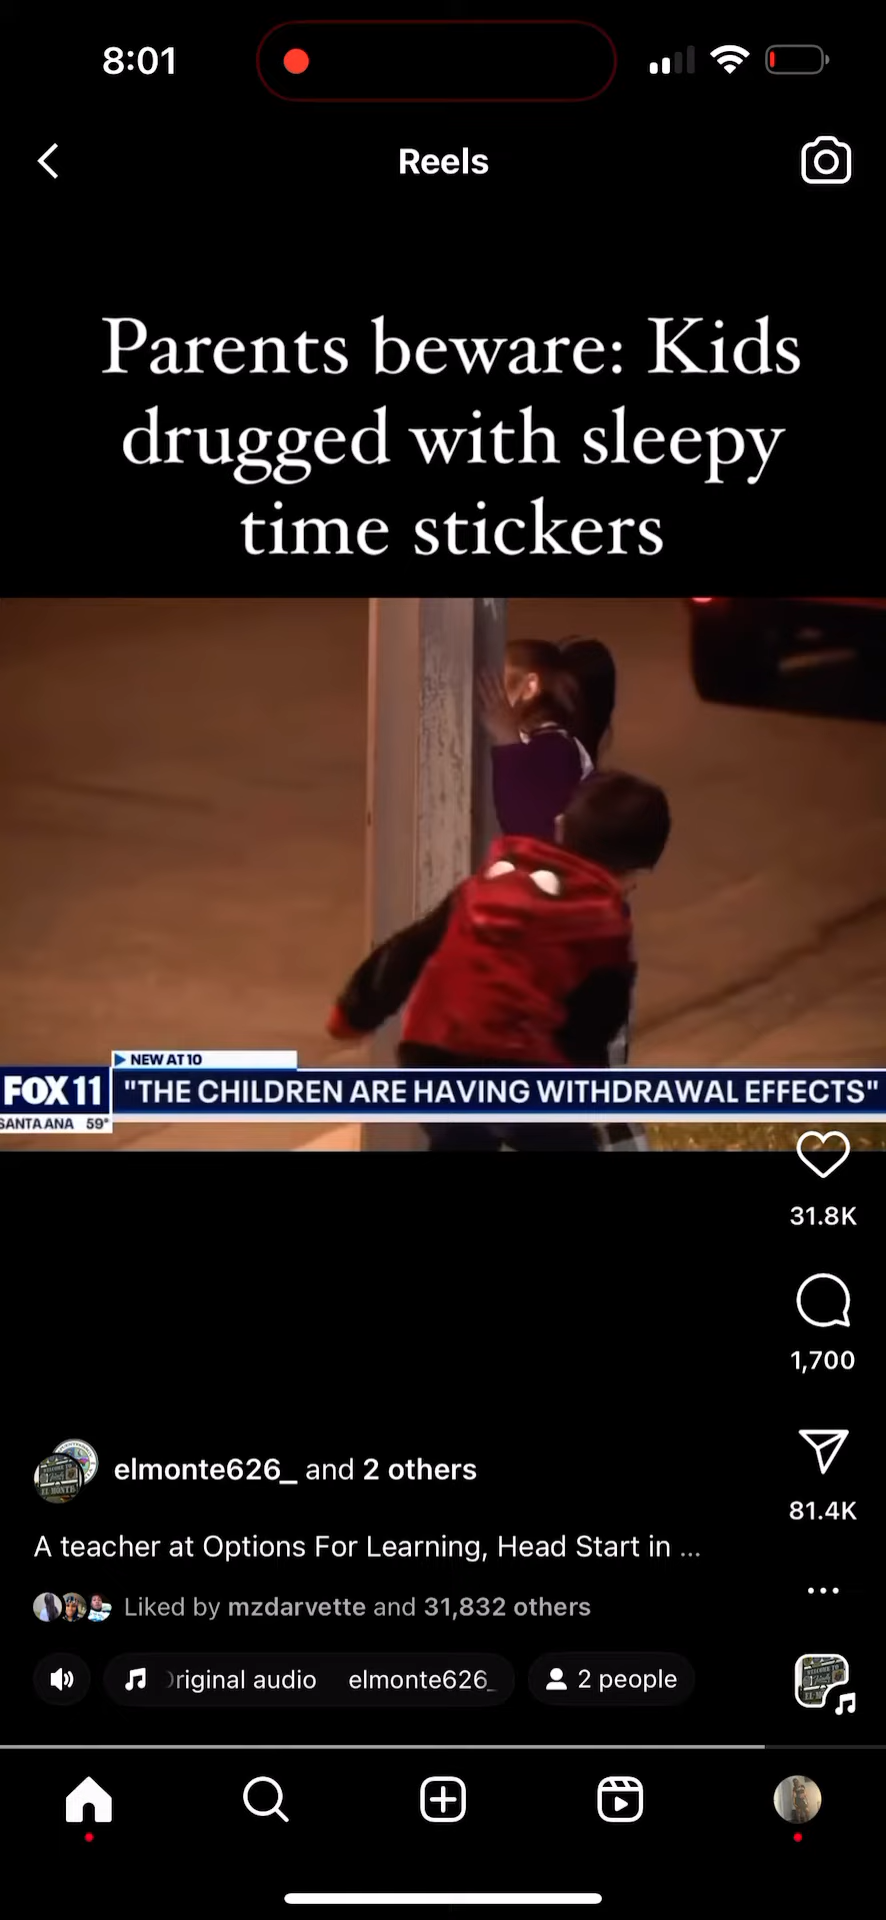 8:01
Reels
Parents beware: Kids
drugged with sleepy
time stickers
NEW AT 10
FOX 11
"THE CHILDREN ARE HAVING WITHDRAWAL EFFECTS"
SANTA ANA 59°
31.8K
1,700
elmonte626_ and 2 others
81.4K
A teacher at Options For Learning, Head Start in ...
Liked by mzdarvette and 31,832 others
riginal audio elmonte626_
2 people